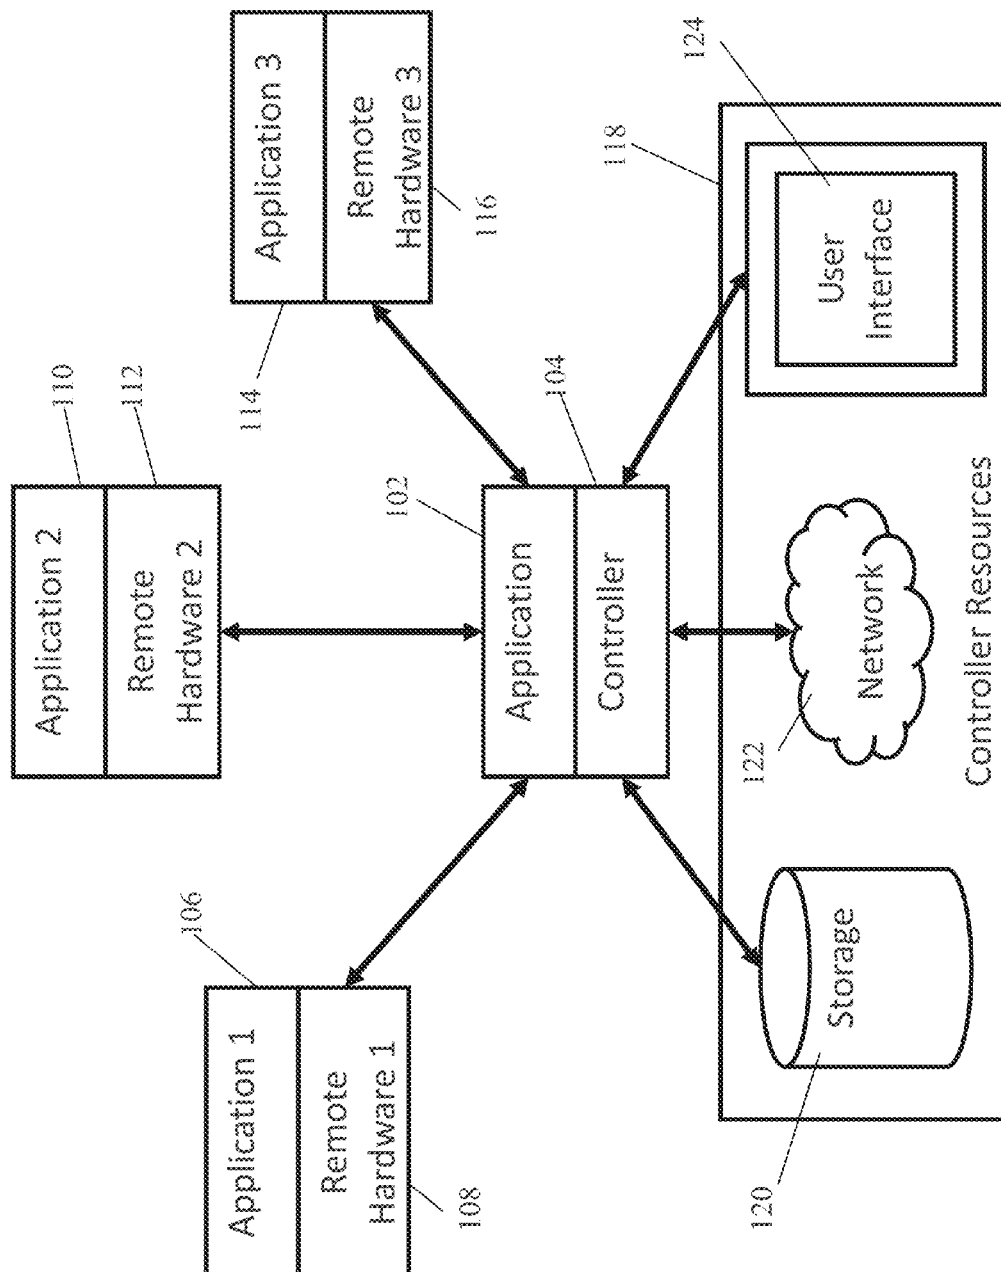 Application 2
110
Remote
Hardware 2
112
106
Application 1
Remote
Hardware 1
108
114
Application 3
Remote
Hardware 3
116
102
Application
104
Controller
118
124
120
Storage
122
Network
User
Interface
Controller Resources